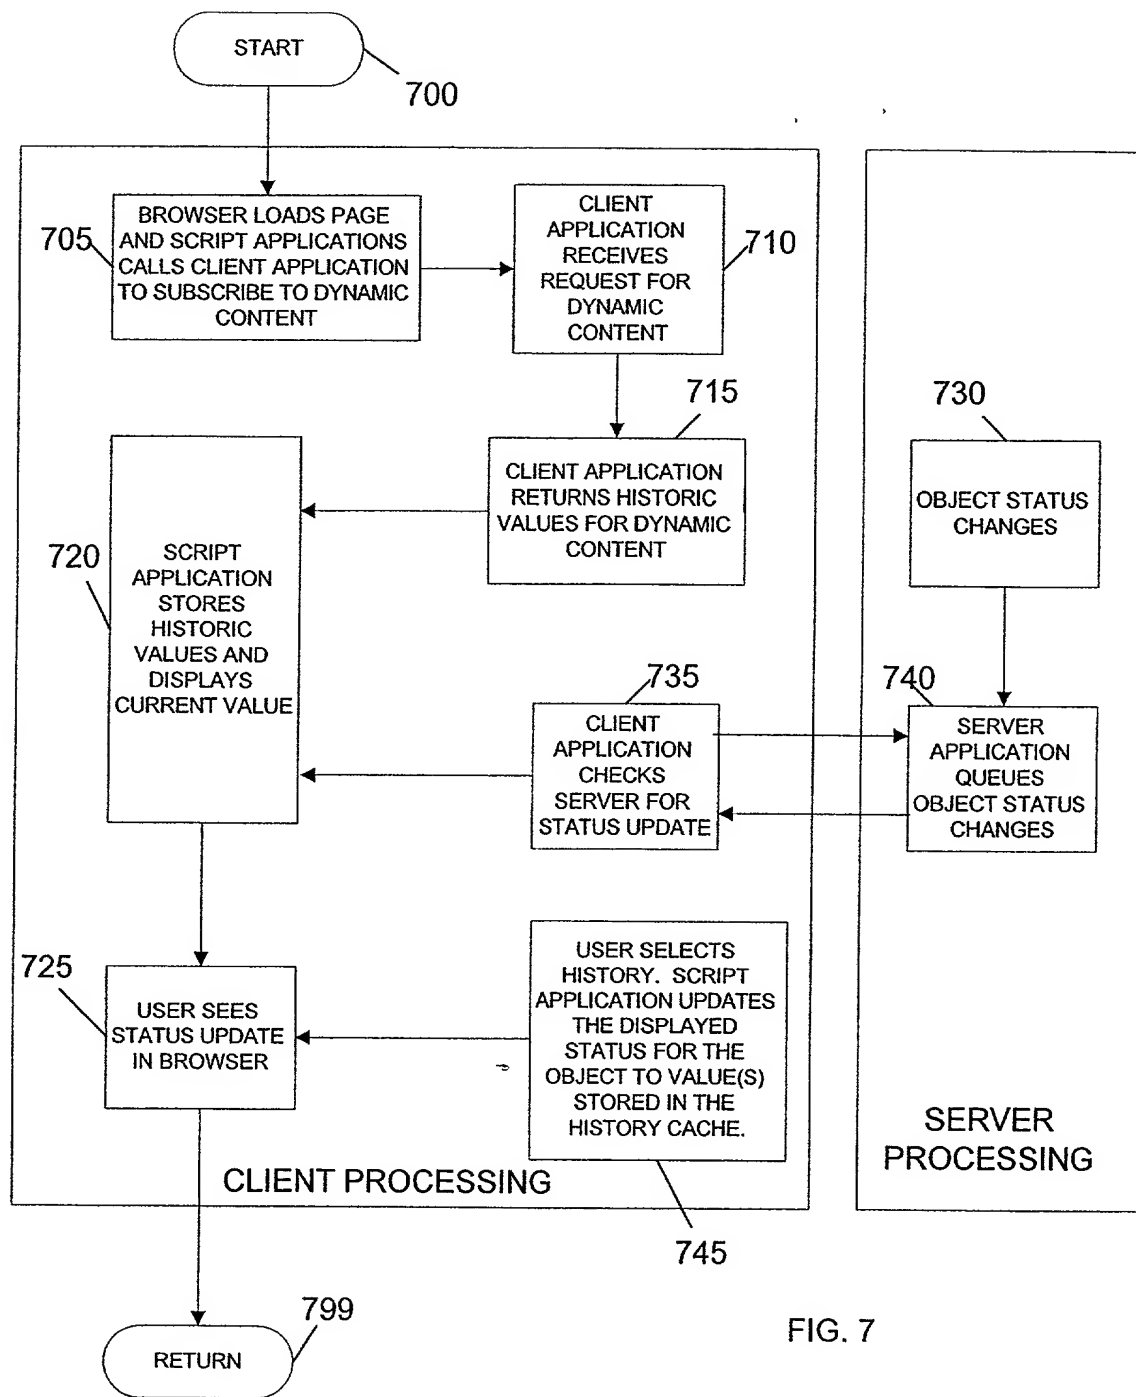 START
700
705
BROWSER LOADS PAGE
AND SCRIPT APPLICATIONS
CALLS CLIENT APPLICATION
TO SUBSCRIBE TO DYNAMIC
CONTENT
CLIENT
APPLICATION
RECEIVES
REQUEST FOR
DYNAMIC
CONTENT
710
715
CLIENT APPLICATION
RETURNS HISTORIC
VALUES FOR DYNAMIC
CONTENT
730
OBJECT STATUS
CHANGES
720
SCRIPT
APPLICATION
STORES
HISTORIC
VALUES AND
DISPLAYS
CURRENT VALUE
735
CLIENT
APPLICATION
CHECKS
SERVER FOR
STATUS UPDATE
740
SERVER
APPLICATION
QUEUES
OBJECT STATUS
CHANGES
725
USER SEES
STATUS UPDATE
IN BROWSER
USER SELECTS
HISTORY. SCRIPT
APPLICATION UPDATES
THE DISPLAYED
STATUS FOR THE
OBJECT TO VALUE(S)
STORED IN THE
HISTORY CACHE.
745
CLIENT PROCESSING
SERVER
PROCESSING
799
RETURN
FIG. 7